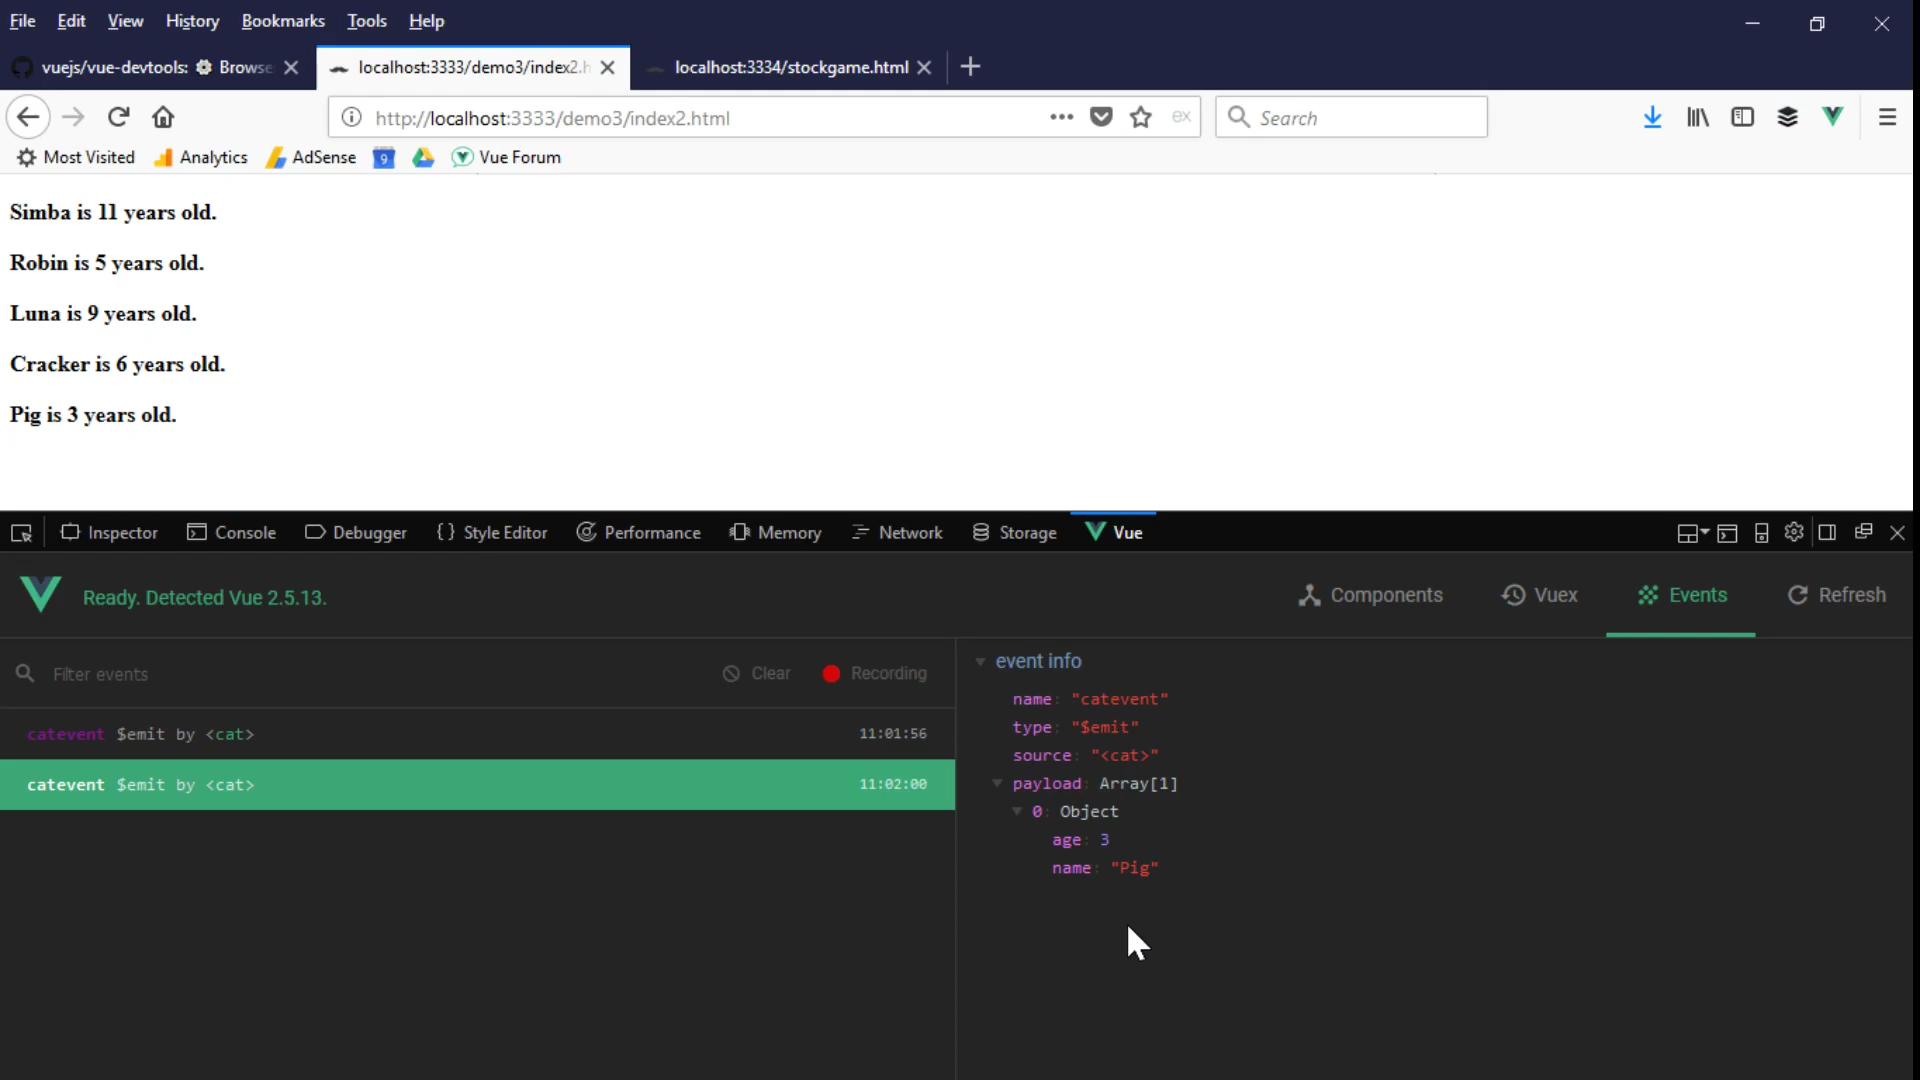 File Edit View History Bookmarks Tools Help
vuejs/vue-devtools: Browse
localhost:3333/demo3/index2.h
localhost:3334/stockgame.html
http://localhost:3333/demo3/index2.html
Search
Most Visited Analytics AdSense 9 Vue Forum
Simba is 11 years old.
Robin is 5 years old.
Luna is 9 years old.
Cracker is 6 years old.
Pig is 3 years old.
Inspector Console Debugger {} Style Editor Performance Memory Network Storage Vue
Ready. Detected Vue 2.5.13.
Components Vuex Events Refresh
Filter events Clear Recording
catevent $emit by <cat> 11:01:56
catevent $emit by <cat> 11:02:00
event info
name: "catevent"
type: "$emit"
source: "<cat>"
payload: Array[1]
0: Object
age: 3
name: "Pig"